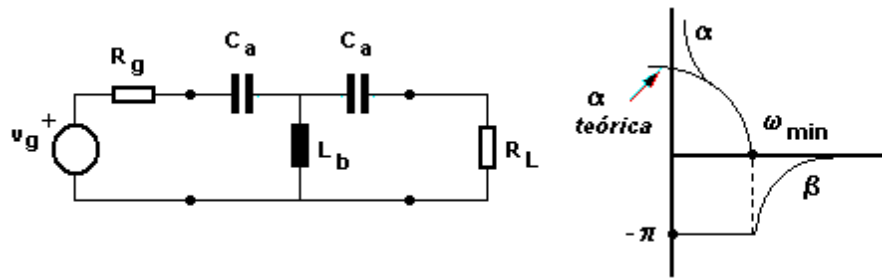 C a
C a
R g
v g
+
L b
R L
α
α
teórica
ω min
β
- π